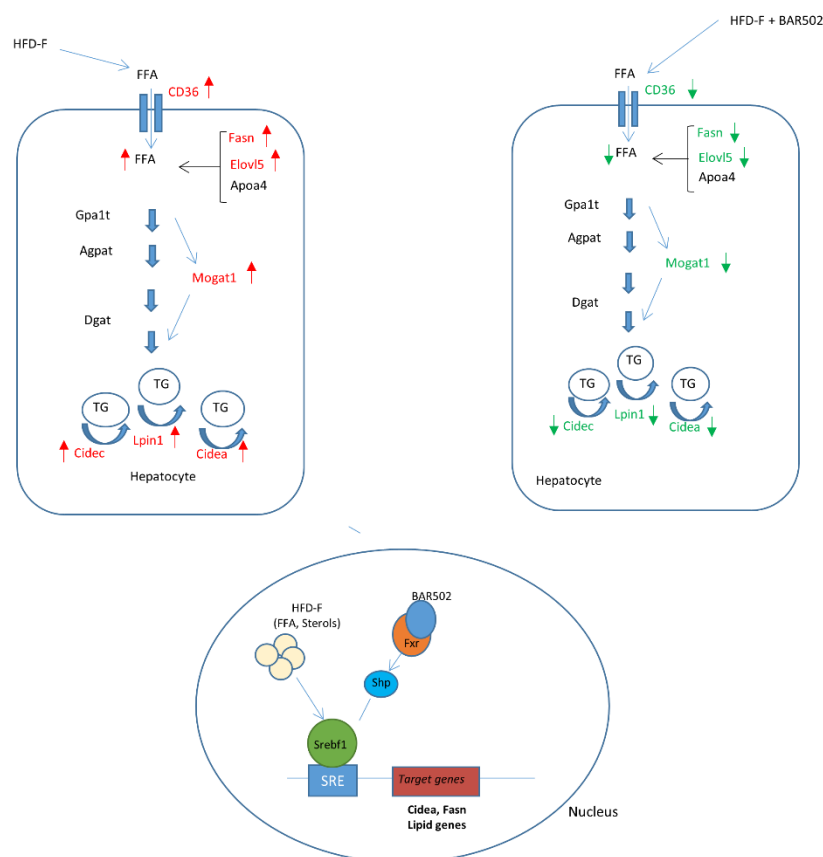 HFD-F
FFA
CD36
FFA
Fasn
Elovl5
Apoa4
Gpa1t
Agpat
Mogat1
Dgat
TG
TG
TG
Cidec
Lpin1
Cidea
Hepatocyte
HFD-F + BAR502
FFA
CD36
FFA
Fasn
Elovl5
Apoa4
Gpa1t
Agpat
Mogat1
Dgat
TG
TG
TG
Cidec
Lpin1
Cidea
Hepatocyte
HFD-F
(FFA, Sterols)
BAR502
Fxr
Shp
Srebf1
SRE
Target genes
Cidea, Fasn
Lipid genes
Nucleus